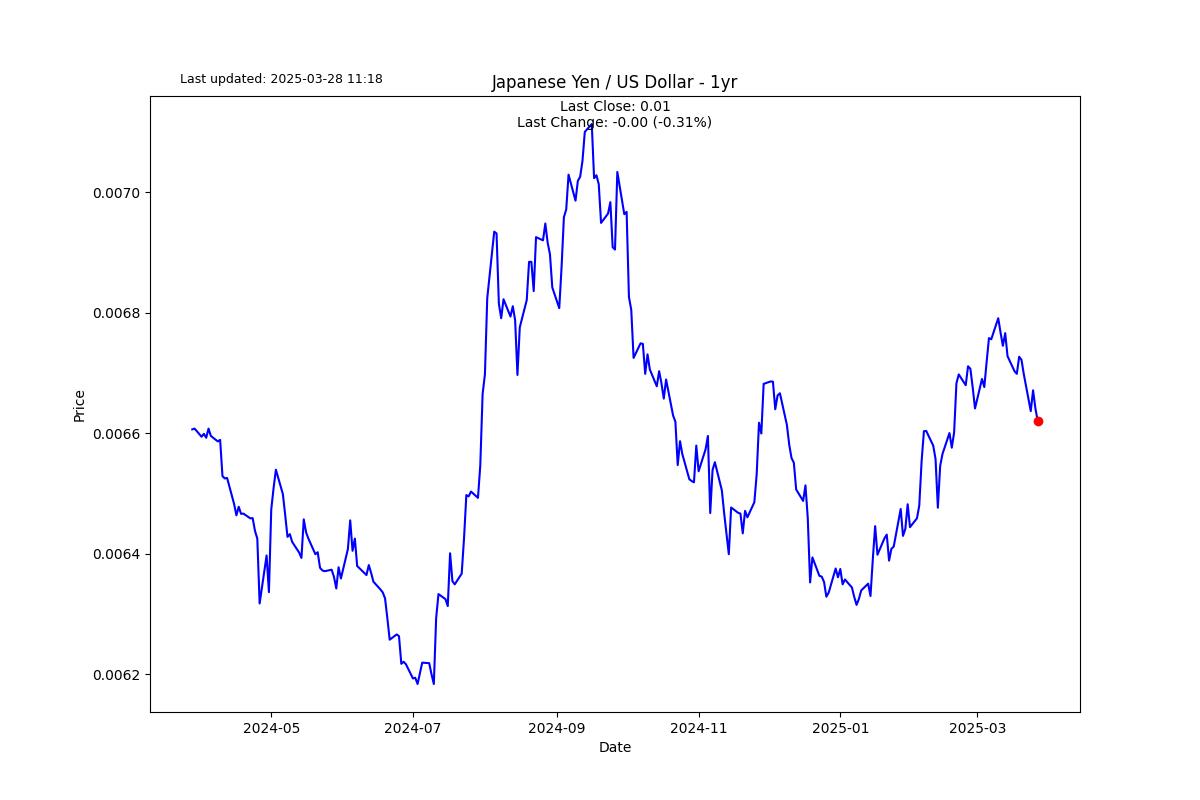 Last updated: 2025-03-28 11:18
Japanese Yen / US Dollar - 1yr
Last Close: 0.01
Last Change: -0.00 (-0.31%)
Price
0.0070
0.0068
0.0066
0.0064
0.0062
2024-05
2024-07
2024-09
2024-11
2025-01
2025-03
Date